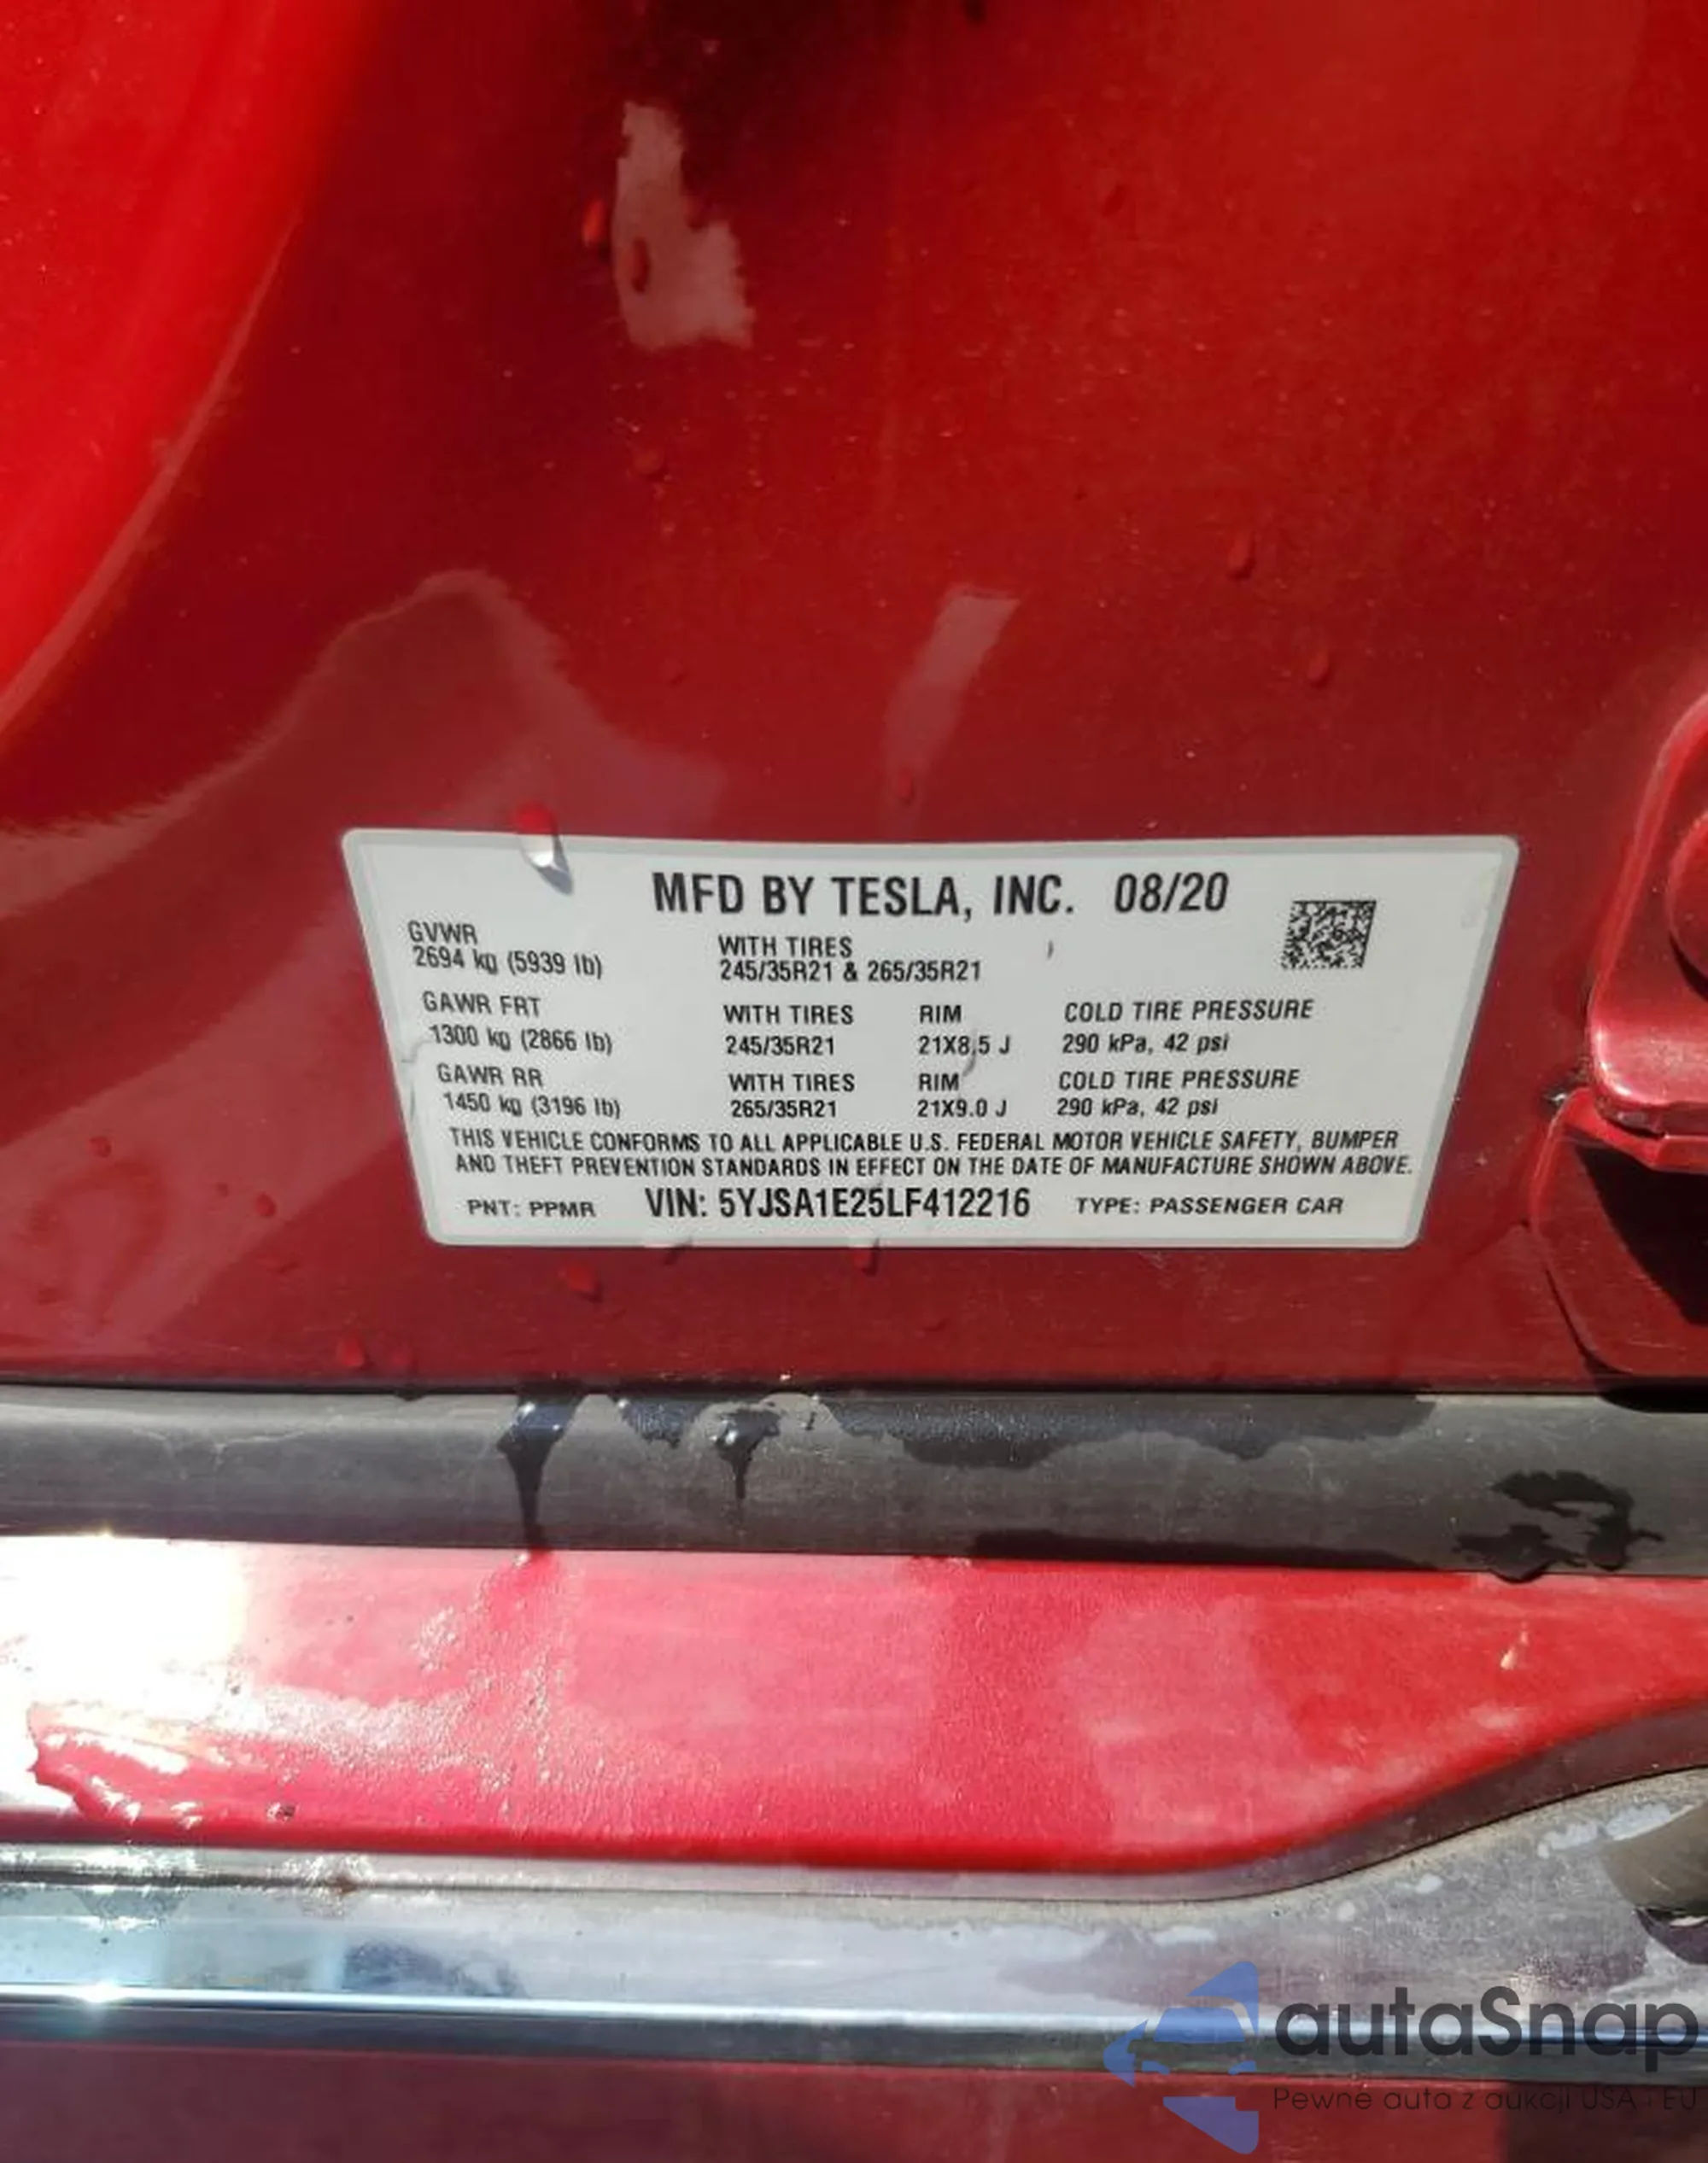 MFD BY TESLA, INC. 08/20
GVWR
2694 kg (5939 lb)
WITH TIRES
245/35R21 & 265/35R21
GAWR FRT WITH TIRES RIM COLD TIRE PRESSURE
1300 kg (2866 lb) 245/35R21 21X8.5 J 290 kPa, 42 psi
GAWR RR WITH TIRES RIM COLD TIRE PRESSURE
1450 kg (3196 lb) 265/35R21 21X9.0 J 290 kPa, 42 psi
THIS VEHICLE CONFORMS TO ALL APPLICABLE U.S. FEDERAL MOTOR VEHICLE SAFETY, BUMPER
AND THEFT PREVENTION STANDARDS IN EFFECT ON THE DATE OF MANUFACTURE SHOWN ABOVE.
PNT: PPMR VIN: 5YJSA1E25LF412216 TYPE: PASSENGER CAR
autaSnap
Pewne auta z aukcji USA i EU